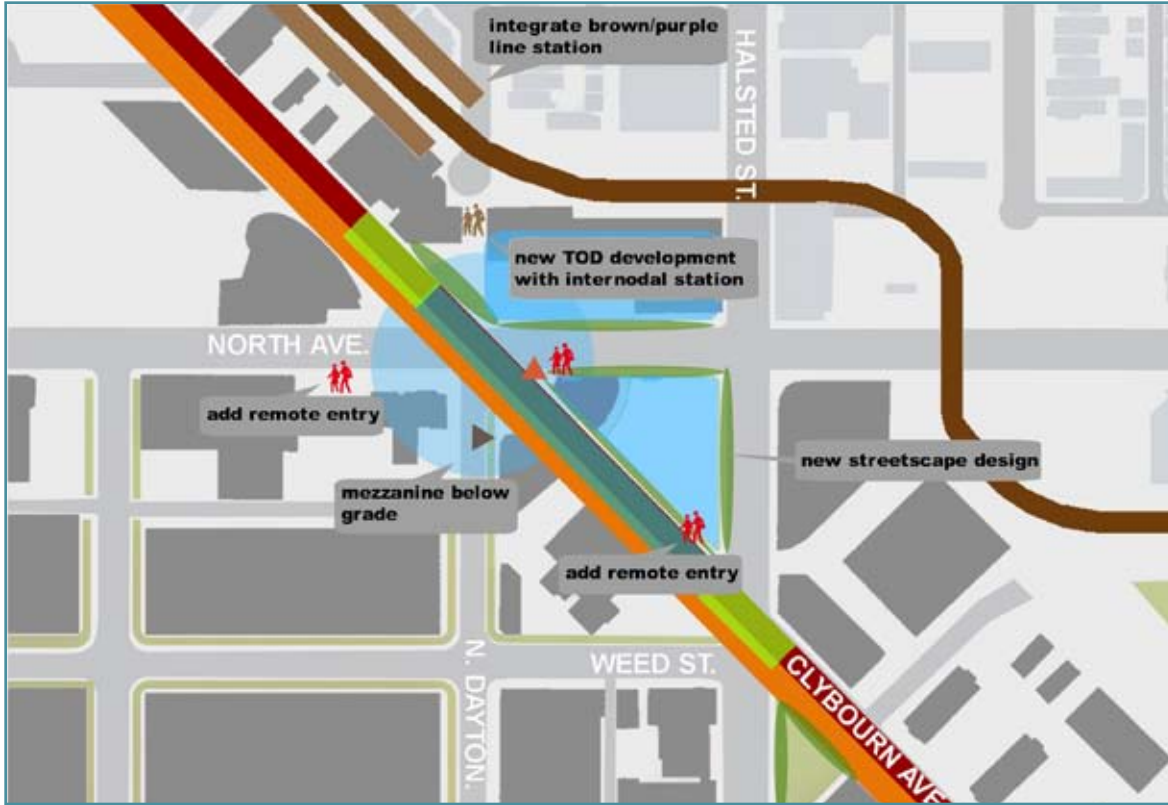 integrate brown/purple
line station
HALSTED ST.
new TOD development
with internodal station
NORTH AVE.
add remote entry
new streetscape design
mezzanine below
grade
add remote entry
N. DAYTON.
WEED ST.
CLYBOURN AVE